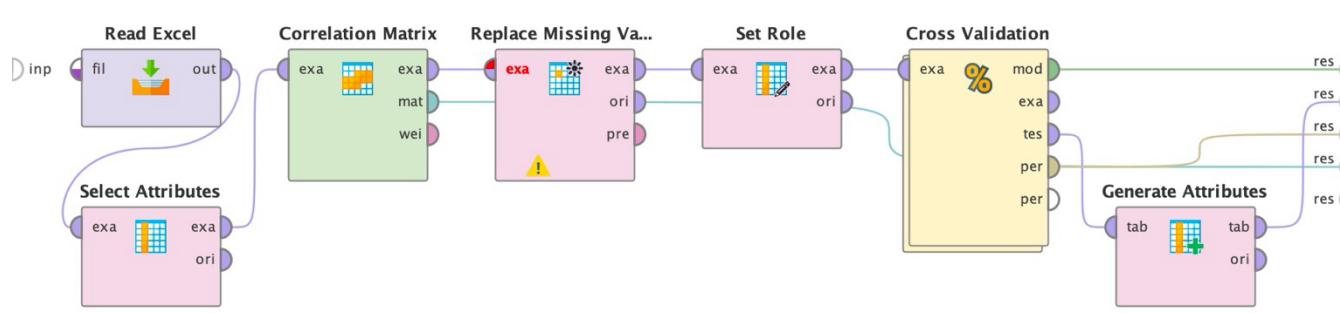 Read Excel
inp
fil
out
Select Attributes
exa
exa
ori
Correlation Matrix
exa
exa
mat
wei
Replace Missing Va...
exa
exa
ori
pre
Set Role
exa
exa
ori
Cross Validation
%
exa
mod
exa
tes
per
per
Generate Attributes
tab
tab
ori
res
res
res
res
res